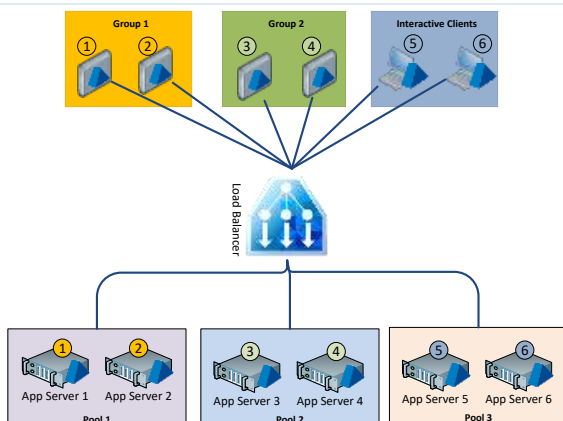 Group 1
Group 2
Interactive Clients
1
2
3
4
5
6
Load Balancer
1
2
3
4
5
6
App Server 1
App Server 2
App Server 3
App Server 4
App Server 5
App Server 6
Pool 1
Pool 2
Pool 3